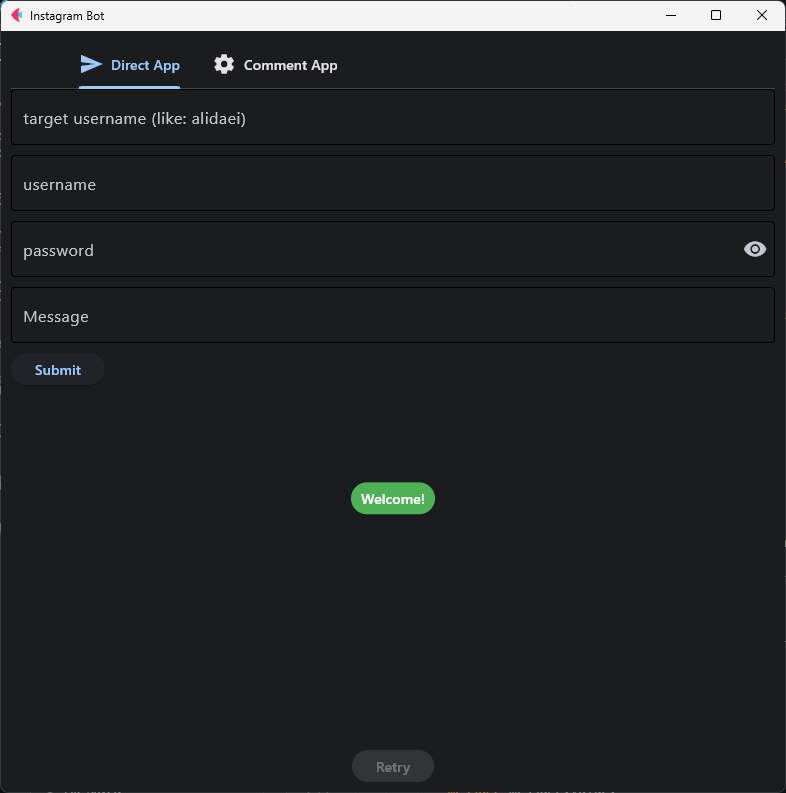 Instagram Bot
Direct App
Comment App
target username (like: alidaei)
username
password
Message
Submit
Welcome!
Retry